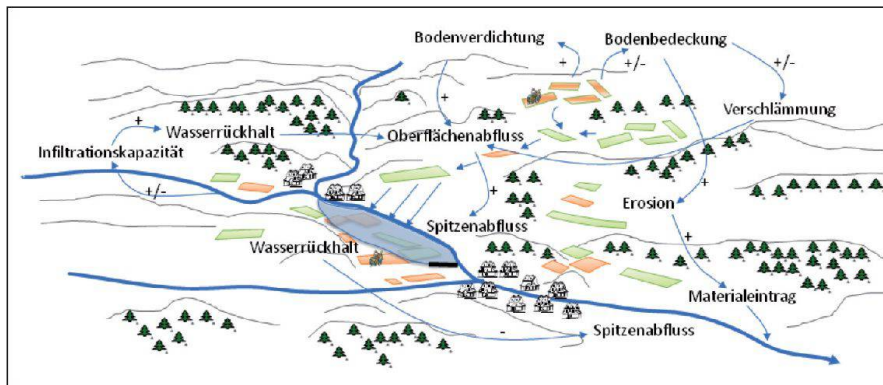 Bodenverdichtung
Bodenbedeckung
+
+/-
+/-
+
Verschlämmung
+
Wasserrückhalt
Oberflächenabfluss
Infiltrationskapazität
+
+
+/-
Erosion
Spitzenabfluss
Wasserrückhalt
+
Materialeintrag
-
Spitzenabfluss